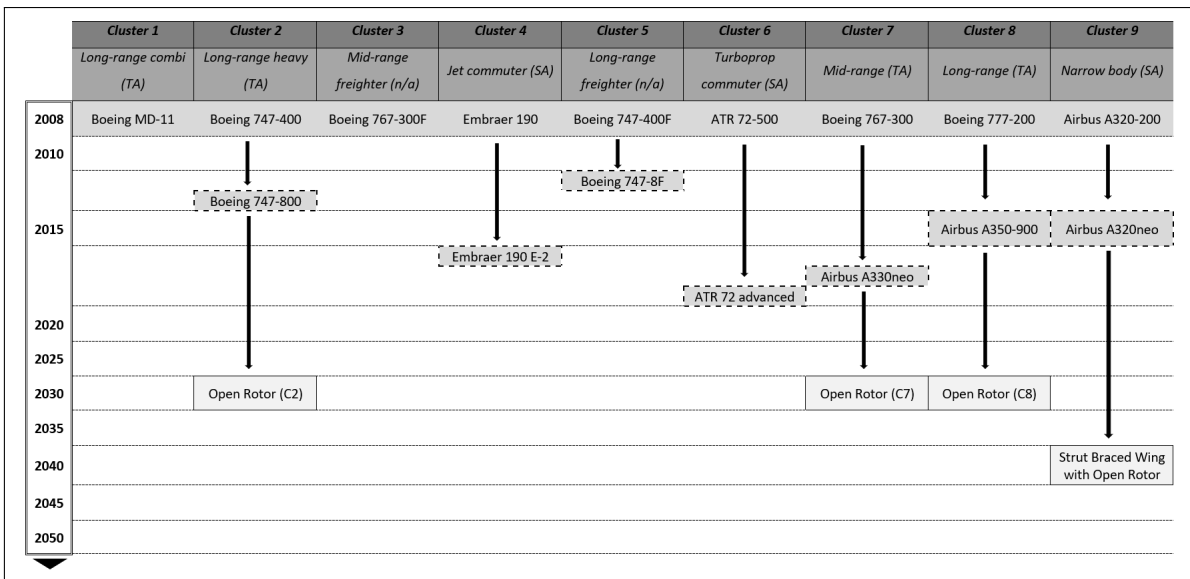 Cluster 1 Cluster 2 Cluster 3 Cluster 4 Cluster 5 Cluster 6 Cluster 7 Cluster 8 Cluster 9
Long-range combi (TA) Long-range heavy (TA) Mid-range freighter (n/a) Jet commuter (SA) Long-range freighter (n/a) Turboprop commuter (SA) Mid-range (TA) Long-range (TA) Narrow body (SA)
2008 Boeing MD-11 Boeing 747-400 Boeing 767-300F Embraer 190 Boeing 747-400F ATR 72-500 Boeing 767-300 Boeing 777-200 Airbus A320-200
2010
Boeing 747-8F
Boeing 747-800
2015 Airbus A350-900 Airbus A320neo
Embraer 190 E-2
Airbus A330neo
ATR 72 advanced
2020
2025
2030 Open Rotor (C2) Open Rotor (C7) Open Rotor (C8)
2035
2040 Strut Braced Wing with Open Rotor
2045
2050